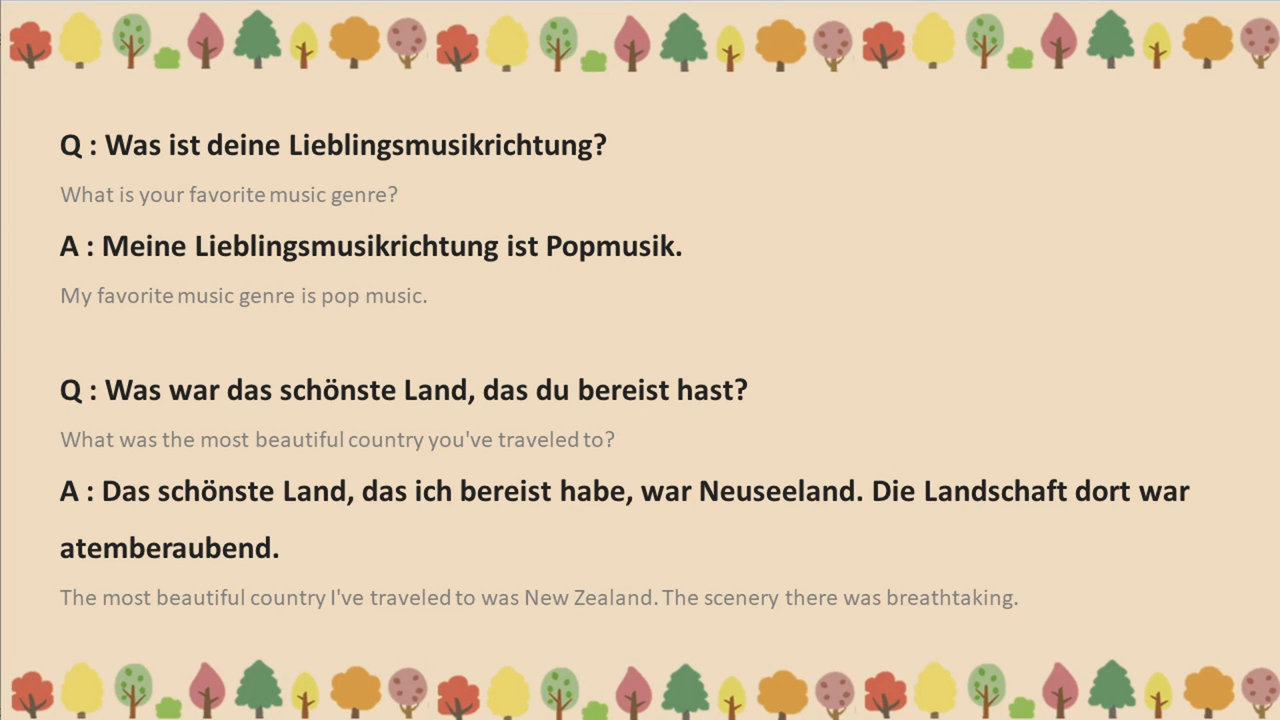 Q : Was ist deine Lieblingsmusikrichtung?
What is your favorite music genre?
A : Meine Lieblingsmusikrichtung ist Popmusik.
My favorite music genre is pop music.
Q : Was war das schönste Land, das du bereist hast?
What was the most beautiful country you've traveled to?
A : Das schönste Land, das ich bereist habe, war Neuseeland. Die Landschaft dort war
atemberaubend.
The most beautiful country I've traveled to was New Zealand. The scenery there was breathtaking.